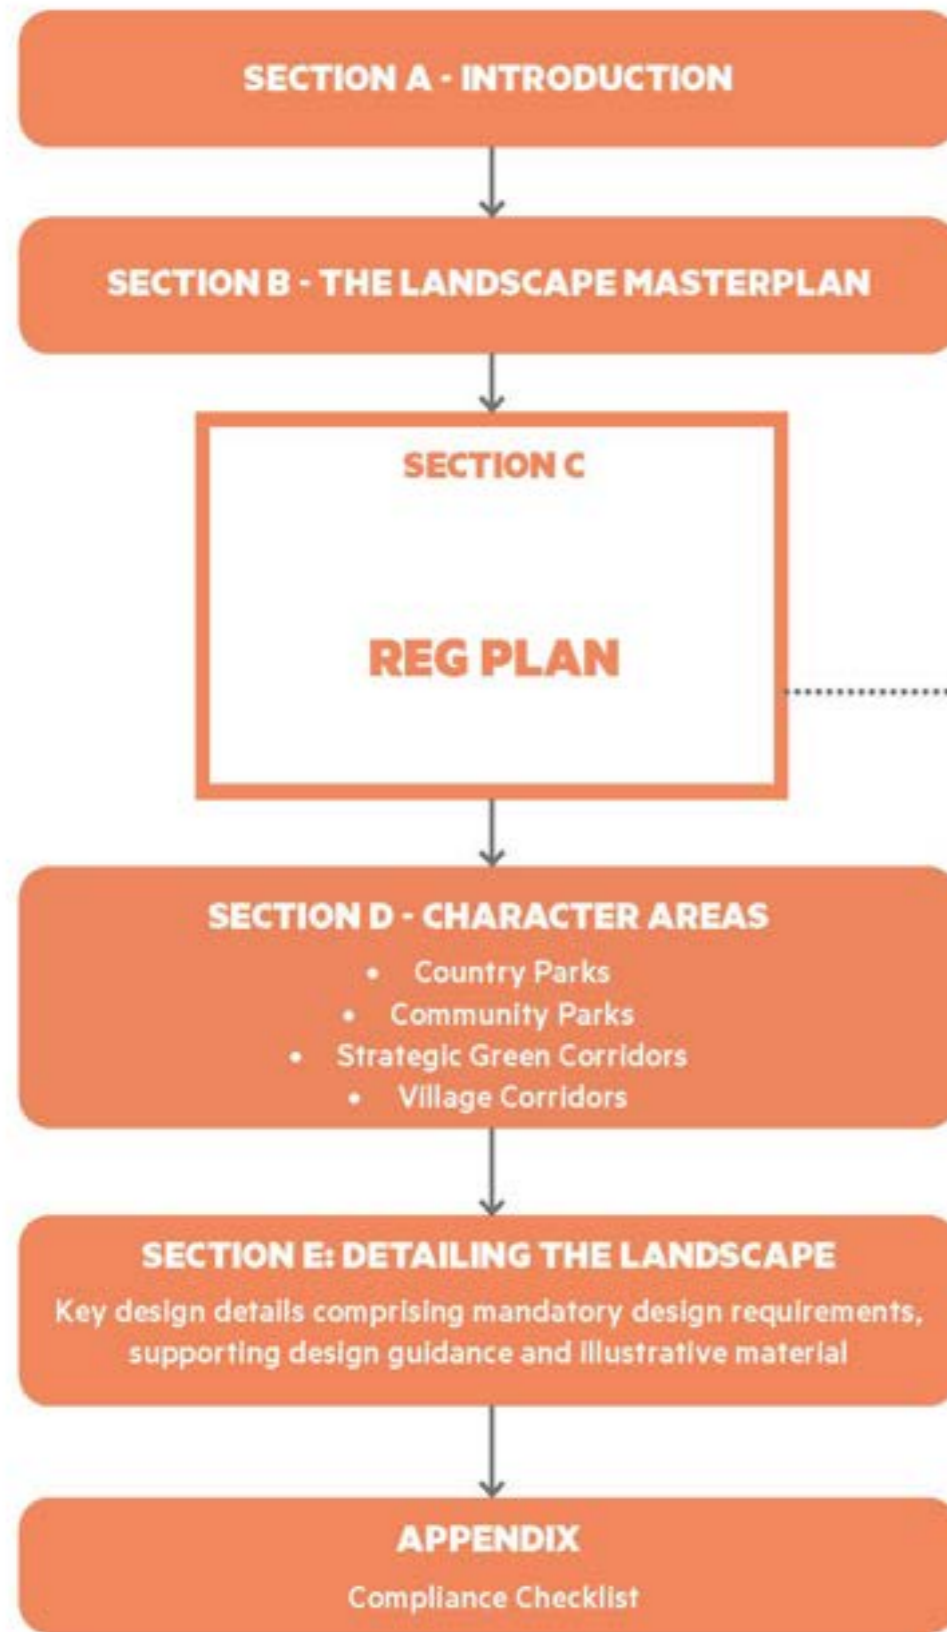 SECTION A - INTRODUCTION
SECTION B - THE LANDSCAPE MASTERPLAN
SECTION C
REG PLAN
SECTION D - CHARACTER AREAS
• Country Parks
• Community Parks
• Strategic Green Corridors
• Village Corridors
SECTION E: DETAILING THE LANDSCAPE
Key design details comprising mandatory design requirements,
supporting design guidance and illustrative material
APPENDIX
Compliance Checklist